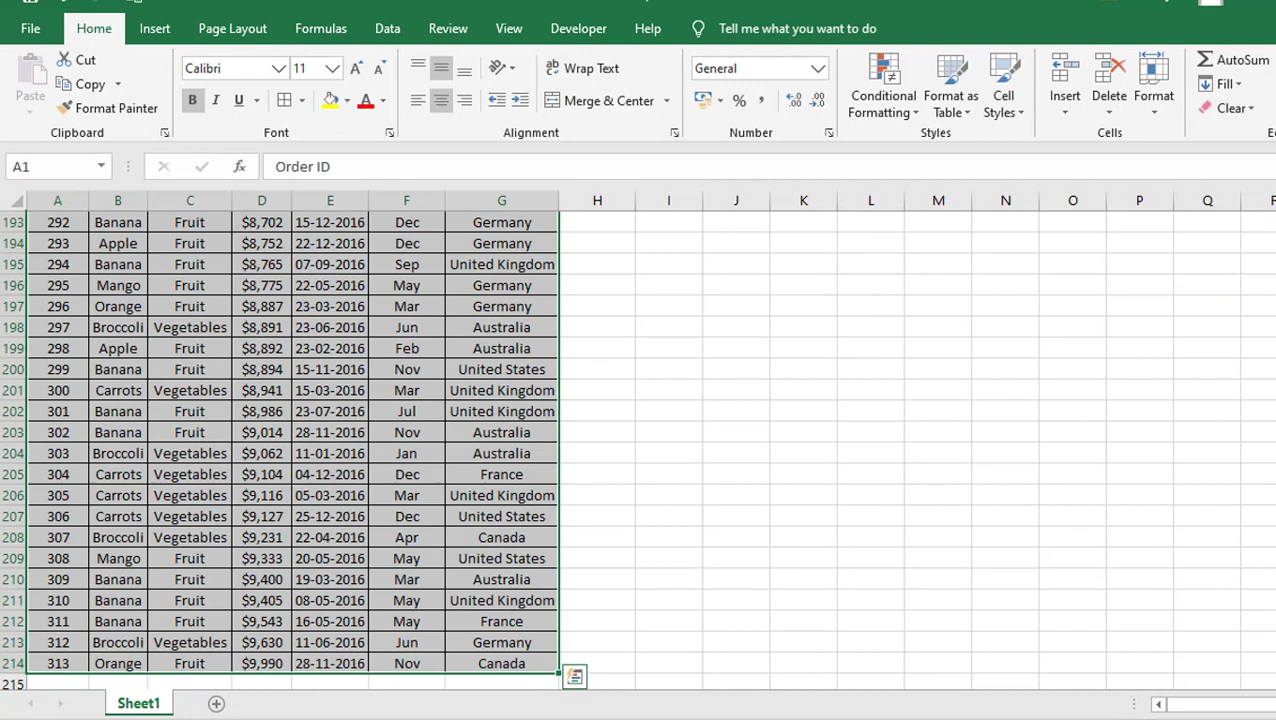 File Home Insert Page Layout Formulas Data Review View Developer Help Tell me what you want to do
Cut
Copy
Format Painter
Paste
Clipboard
Calibri 11
B I U A
Font
Wrap Text
Merge & Center
Alignment
General
% ,
Number
Conditional Formatting
Format as Table
Cell Styles
Styles
Insert Delete Format
Cells
AutoSum
Fill
Clear
A1 fx Order ID
A B C D E F G H I J K L M N O P Q
193 292 Banana Fruit $8,702 15-12-2016 Dec Germany
194 293 Apple Fruit $8,752 22-12-2016 Dec Germany
195 294 Banana Fruit $8,765 07-09-2016 Sep United Kingdom
196 295 Mango Fruit $8,775 22-05-2016 May Germany
197 296 Orange Fruit $8,887 23-03-2016 Mar Germany
198 297 Broccoli Vegetables $8,891 23-06-2016 Jun Australia
199 298 Apple Fruit $8,892 23-02-2016 Feb Australia
200 299 Banana Fruit $8,894 15-11-2016 Nov United States
201 300 Carrots Vegetables $8,941 15-03-2016 Mar United Kingdom
202 301 Banana Fruit $8,986 23-07-2016 Jul United Kingdom
203 302 Banana Fruit $9,014 28-11-2016 Nov Australia
204 303 Broccoli Vegetables $9,062 11-01-2016 Jan Australia
205 304 Carrots Vegetables $9,104 04-12-2016 Dec France
206 305 Carrots Vegetables $9,116 05-03-2016 Mar United Kingdom
207 306 Carrots Vegetables $9,127 25-12-2016 Dec United States
208 307 Broccoli Vegetables $9,231 22-04-2016 Apr Canada
209 308 Mango Fruit $9,333 20-05-2016 May United States
210 309 Banana Fruit $9,400 19-03-2016 Mar Australia
211 310 Banana Fruit $9,405 08-05-2016 May United Kingdom
212 311 Banana Fruit $9,543 16-05-2016 May France
213 312 Broccoli Vegetables $9,630 11-06-2016 Jun Germany
214 313 Orange Fruit $9,990 28-11-2016 Nov Canada
215
Sheet1